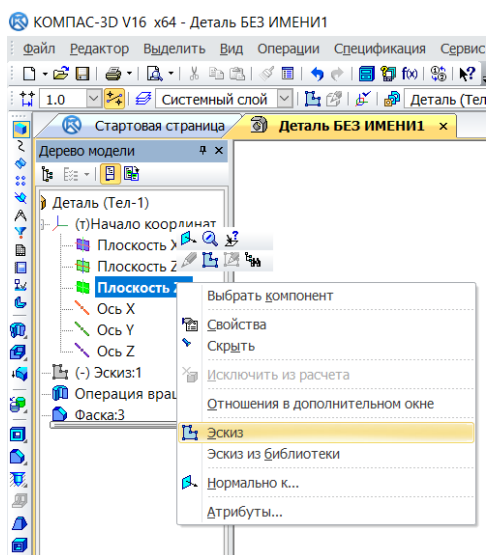 КОМПАС-3D V16 x64 - Деталь БЕЗ ИМЕНИ1
Файл Редактор Выделить Вид Операции Спецификация Сервис
1.0 Системный слой Деталь (Тел
Стартовая страница Деталь БЕЗ ИМЕНИ1
Дерево модели
Деталь (Тел-1)
(т)Начало координат
Плоскость X
Плоскость Z
Плоскость Z
Выбрать компонент
Ось X
Свойства
Ось Y
Скрыть
Ось Z
(-) Эскиз:1
Исключить из расчета
Операция вращ
Отношения в дополнительном окне
Фаска:3
Эскиз
Эскиз из библиотеки
Нормально к...
Атрибуты...